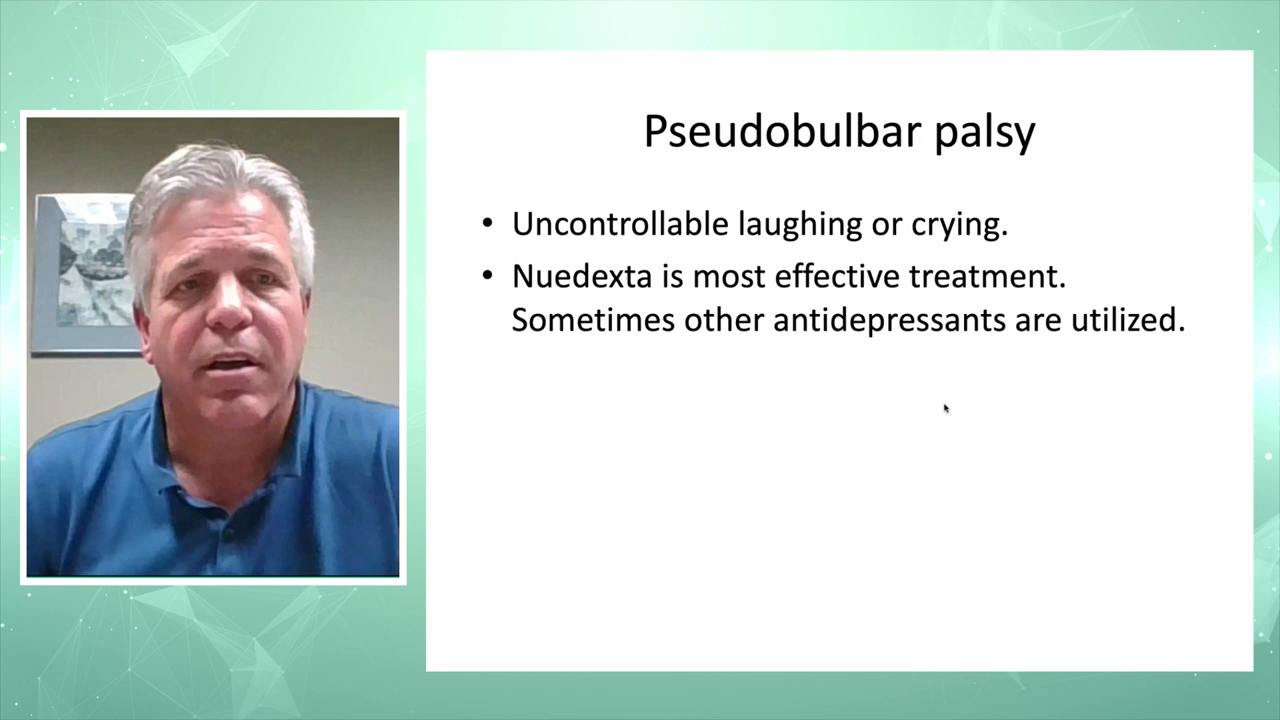 Pseudobulbar palsy
• Uncontrollable laughing or crying.
• Nuedexta is most effective treatment.
Sometimes other antidepressants are utilized.